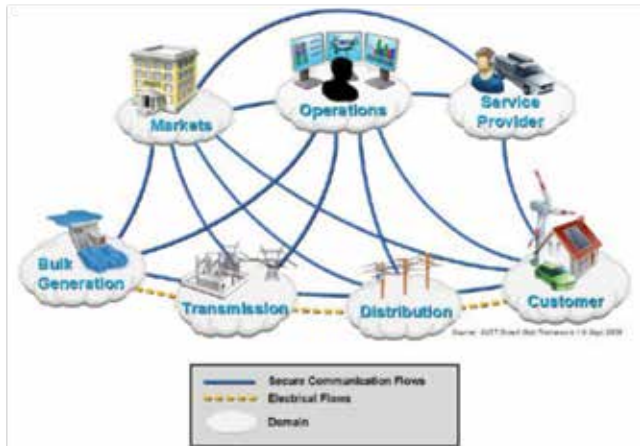 Markets
Operations
Service
Provider
Bulk
Generation
Transmission
Distribution
Customer
Secure Communication Flows
Electrical Flows
Domain